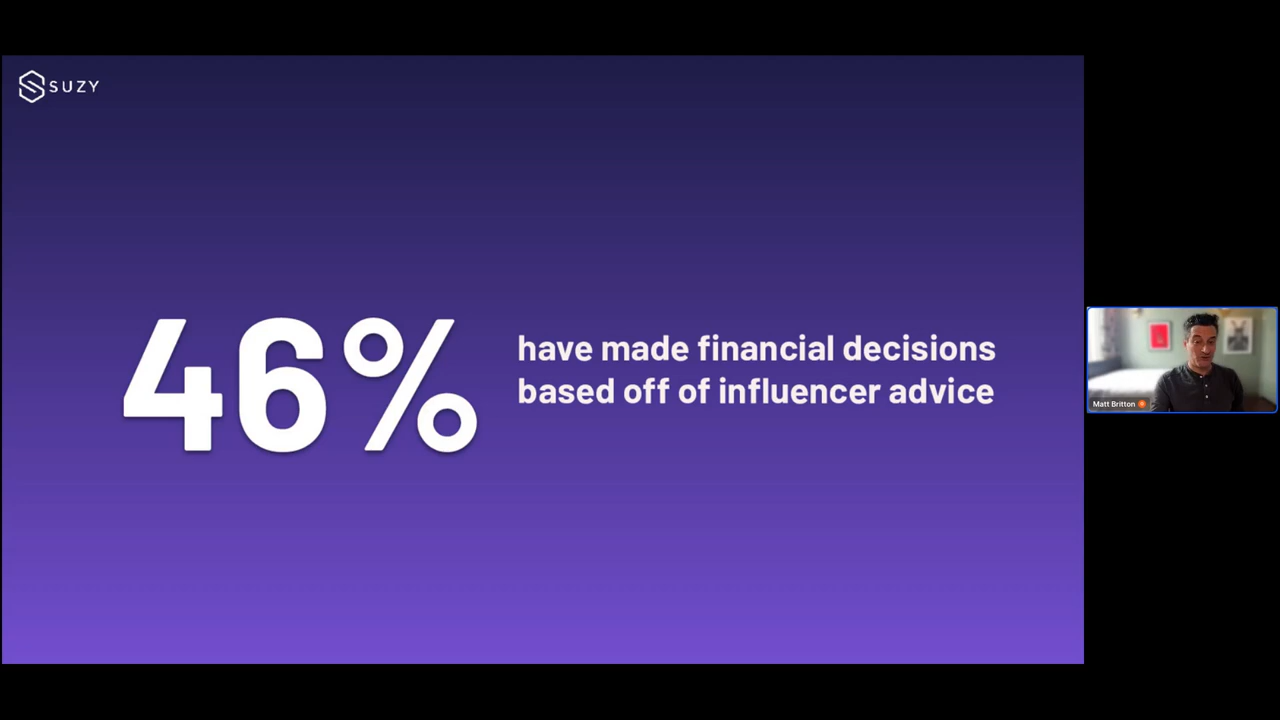 SUZY
46%
have made financial decisions
based off of influencer advice
Matt Britton